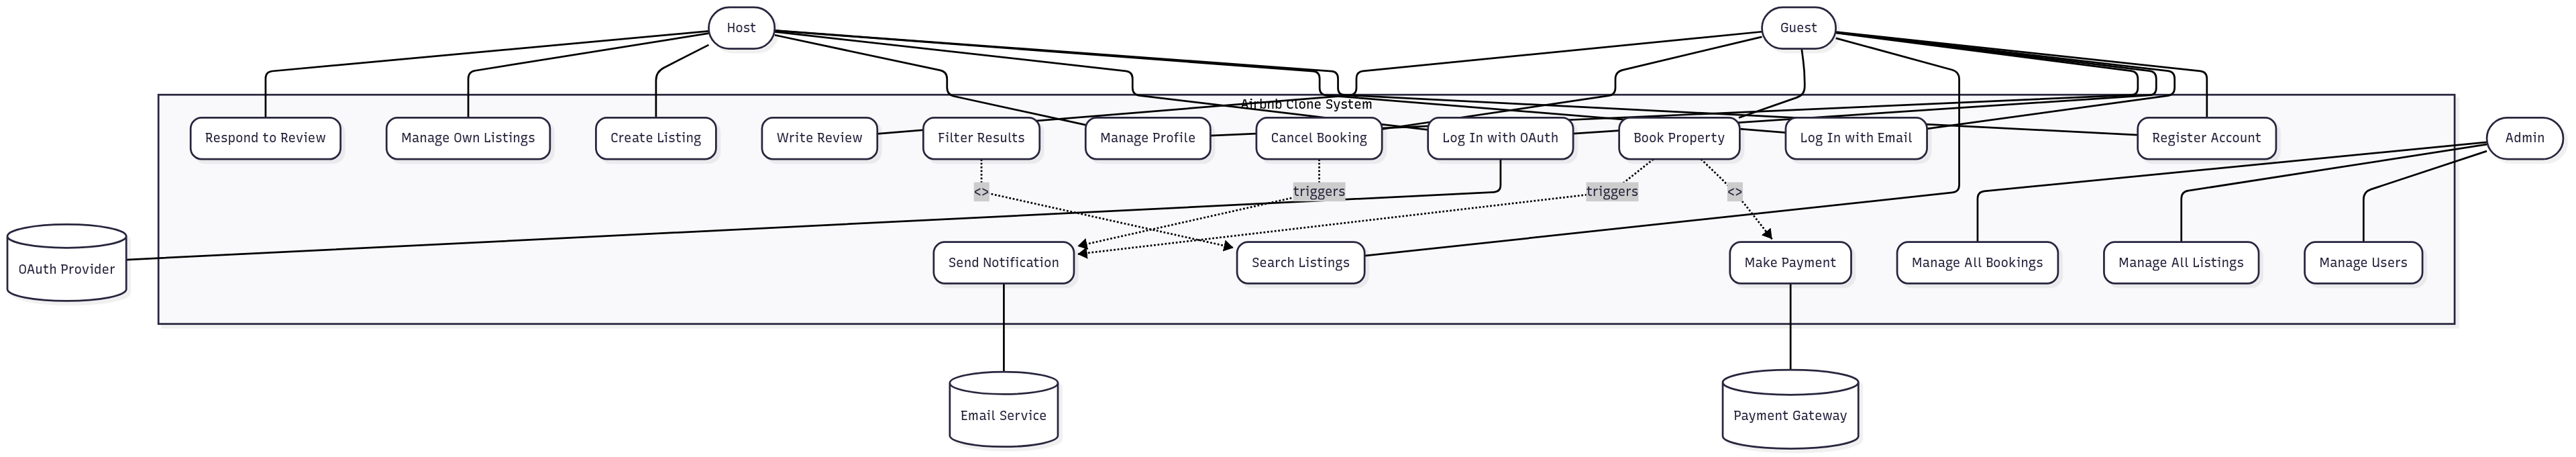 Host
Guest
Airbnb Clone System
Respond to Review
Manage Own Listings
Create Listing
Write Review
Filter Results
Manage Profile
Cancel Booking
Log In with OAuth
Book Property
Log In with Email
Register Account
Admin
<>
triggers
triggers
<>
OAuth Provider
Send Notification
Search Listings
Make Payment
Manage All Bookings
Manage All Listings
Manage Users
Email Service
Payment Gateway